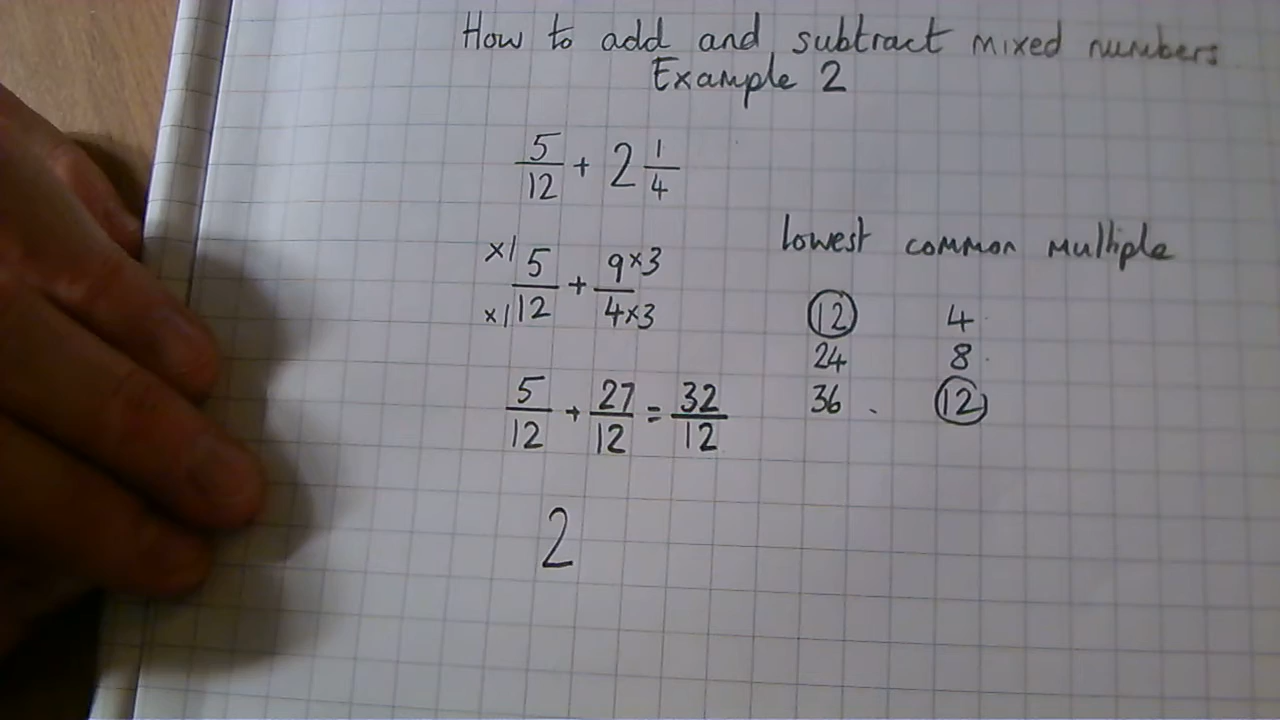 How to add and subtract mixed numbers
Example 2
5/12 + 2 1/4
lowest common multiple
×1 5/12 ×1 + 9×3/4×3
12 4
24 8
36 . 12
5/12 + 27/12 = 32/12
2